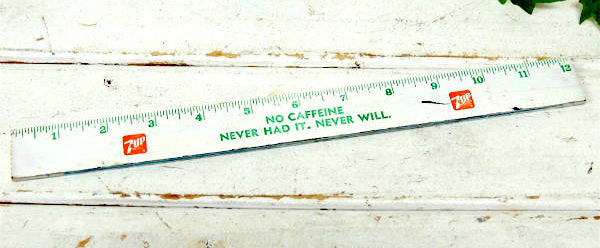 1 2 3 4 5 6 7 8 9 10 11 12
7UP
NO CAFFEINE
NEVER HAD IT. NEVER WILL.
7UP